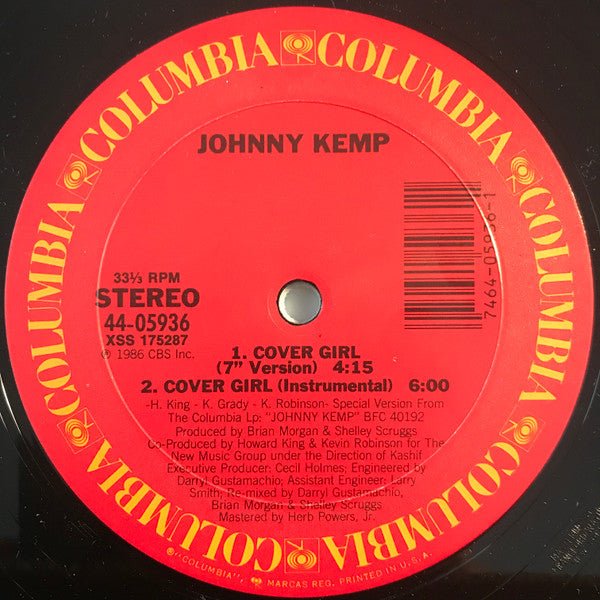 COLUMBIA COLUMBIA COLUMBIA COLUMBIA COLUMBIA COLUMBIA
JOHNNY KEMP
7464-05936-1
33⅓ RPM
STEREO
44-05936
XSS 175287
℗ 1986 CBS Inc.
1. COVER GIRL
(7" Version) 4:15
2. COVER GIRL (Instrumental) 6:00
-H. King - K. Grady - K. Robinson- Special Version From
The Columbia Lp: "JOHNNY KEMP" BFC 40192
Produced by Brian Morgan & Shelley Scruggs
Co-Produced by Howard King & Kevin Robinson for The
New Music Group under the Direction of Kashif
Executive Producer: Cecil Holmes; Engineered by
Darryl Gustamachio; Assistant Engineer: Larry
Smith; Re-mixed by Darryl Gustamachio,
Brian Morgan & Shelley Scruggs
Mastered by Herb Powers, Jr.
"COLUMBIA", MARCAS REG. PRINTED IN U.S.A.